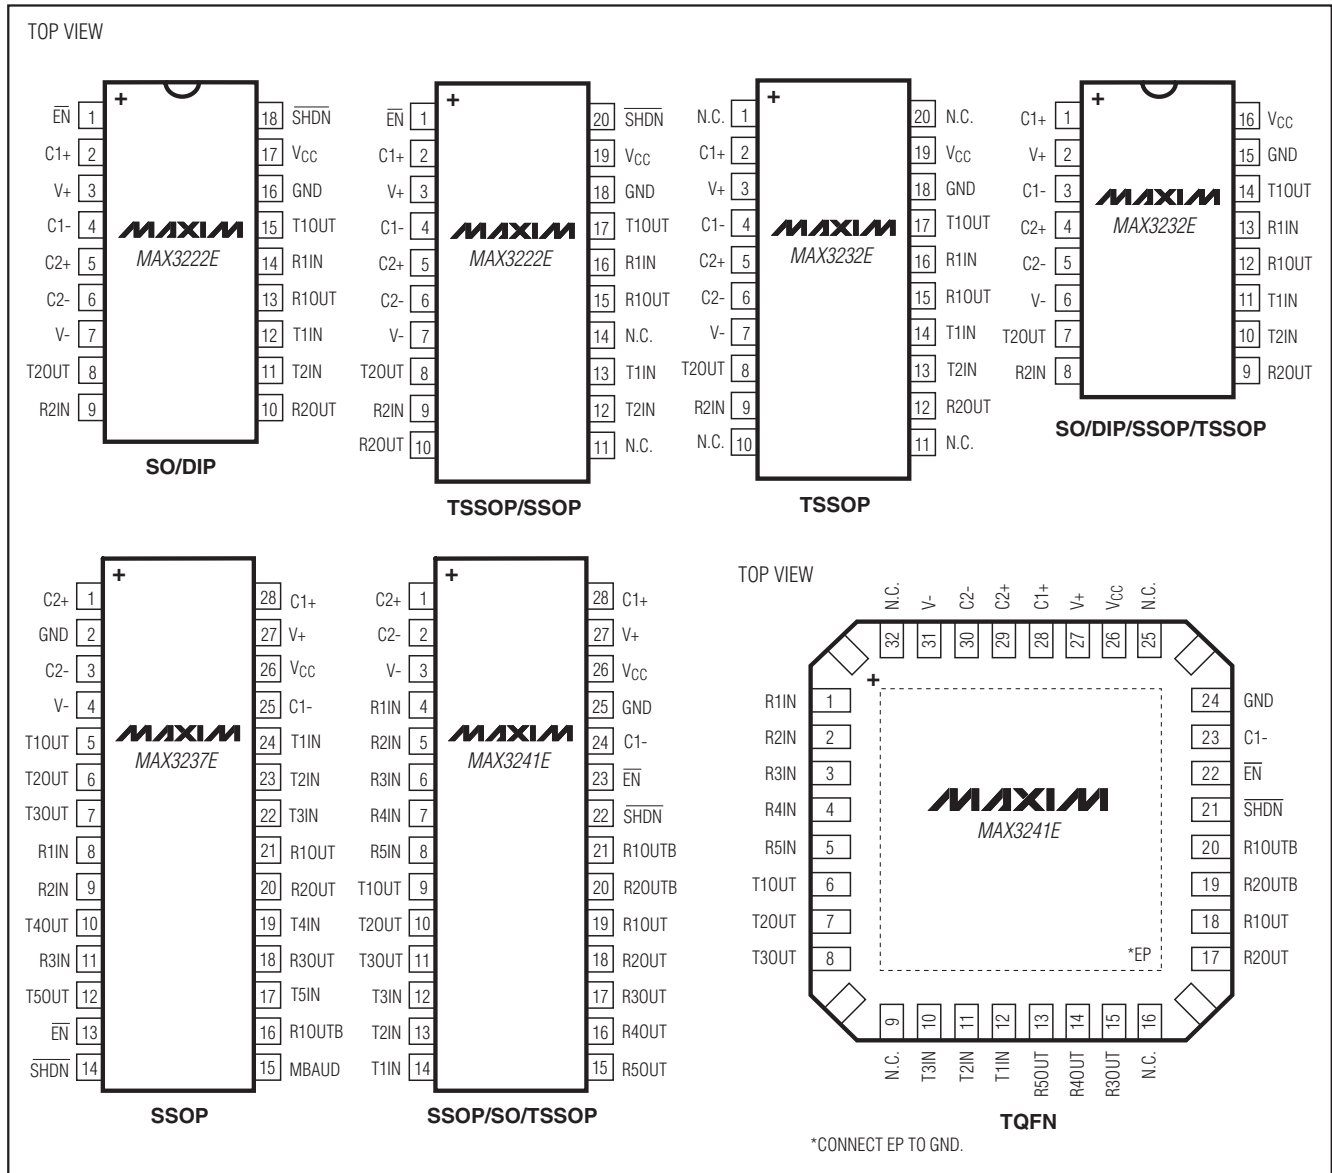 TOP VIEW
MAXIM
MAX3222E
E̅N̅ 1
C1+ 2
V+ 3
C1- 4
C2+ 5
C2- 6
V- 7
T2OUT 8
R2IN 9
18 S̅H̅D̅N̅
17 VCC
16 GND
15 T1OUT
14 R1IN
13 R1OUT
12 T1IN
11 T2IN
10 R2OUT
SO/DIP
MAXIM
MAX3222E
E̅N̅ 1
C1+ 2
V+ 3
C1- 4
C2+ 5
C2- 6
V- 7
T2OUT 8
R2IN 9
R2OUT 10
20 S̅H̅D̅N̅
19 VCC
18 GND
17 T1OUT
16 R1IN
15 R1OUT
14 N.C.
13 T1IN
12 T2IN
11 N.C.
TSSOP/SSOP
MAXIM
MAX3232E
N.C. 1
C1+ 2
V+ 3
C1- 4
C2+ 5
C2- 6
V- 7
T2OUT 8
R2IN 9
N.C. 10
20 N.C.
19 VCC
18 GND
17 T1OUT
16 R1IN
15 R1OUT
14 T1IN
13 T2IN
12 R2OUT
11 N.C.
TSSOP
MAXIM
MAX3232E
C1+ 1
V+ 2
C1- 3
C2+ 4
C2- 5
V- 6
T2OUT 7
R2IN 8
16 VCC
15 GND
14 T1OUT
13 R1IN
12 R1OUT
11 T1IN
10 T2IN
9 R2OUT
SO/DIP/SSOP/TSSOP
MAXIM
MAX3237E
C2+ 1
GND 2
C2- 3
V- 4
T1OUT 5
T2OUT 6
T3OUT 7
R1IN 8
R2IN 9
T4OUT 10
R3IN 11
T5OUT 12
E̅N̅ 13
S̅H̅D̅N̅ 14
28 C1+
27 V+
26 VCC
25 C1-
24 T1IN
23 T2IN
22 T3IN
21 R1OUT
20 R2OUT
19 T4IN
18 R3OUT
17 T5IN
16 R1OUTB
15 MBAUD
SSOP
MAXIM
MAX3241E
C2+ 1
C2- 2
V- 3
R1IN 4
R2IN 5
R3IN 6
R4IN 7
R5IN 8
T1OUT 9
T2OUT 10
T3OUT 11
T3IN 12
T2IN 13
T1IN 14
28 C1+
27 V+
26 VCC
25 GND
24 C1-
23 E̅N̅
22 S̅H̅D̅N̅
21 R1OUTB
20 R2OUTB
19 R1OUT
18 R2OUT
17 R3OUT
16 R4OUT
15 R5OUT
SSOP/SO/TSSOP
TOP VIEW
N.C. 32
V- 31
C2- 30
C2+ 29
C1+ 28
V+ 27
VCC 26
N.C. 25
R1IN 1
R2IN 2
R3IN 3
R4IN 4
R5IN 5
T1OUT 6
T2OUT 7
T3OUT 8
MAXIM
MAX3241E
*EP
24 GND
23 C1-
22 E̅N̅
21 S̅H̅D̅N̅
20 R1OUTB
19 R2OUTB
18 R1OUT
17 R2OUT
9 N.C.
10 T3IN
11 T2IN
12 T1IN
13 R5OUT
14 R4OUT
15 R3OUT
16 N.C.
TQFN
*CONNECT EP TO GND.